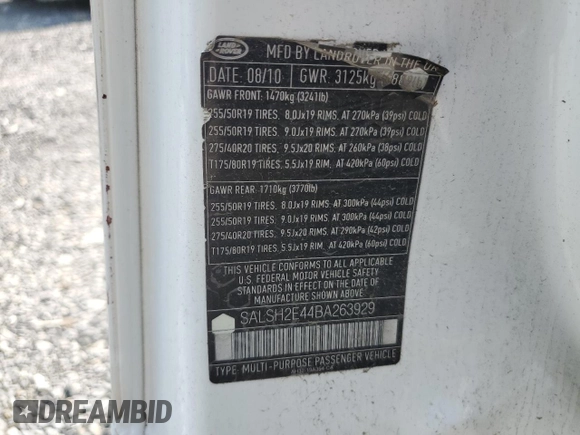 LAND ROVER
MFD BY LANDROVER IN THE UK
DATE: 08/10 GWR: 3125kg
GAWR FRONT: 1470kg (3241lb)
255/50R19 TIRES. 8.0Jx19 RIMS. AT 270kPa (39psi) COLD
255/50R19 TIRES. 9.0Jx19 RIMS. AT 270kPa (39psi) COLD
275/40R20 TIRES. 9.5Jx20 RIMS. AT 260kPa (38psi) COLD
T175/80R19 TIRES. 5.5Jx19 RIM. AT 420kPa (60psi) COLD
GAWR REAR: 1710kg (3770lb)
255/50R19 TIRES. 8.0Jx19 RIMS. AT 300kPa (44psi) COLD
255/50R19 TIRES. 9.0Jx19 RIMS. AT 300kPa (44psi) COLD
275/40R20 TIRES. 9.5Jx20 RIMS. AT 290kPa (42psi) COLD
T175/80R19 TIRES. 5.5Jx19 RIM. AT 420kPa (60psi) COLD
THIS VEHICLE CONFORMS TO ALL APPLICABLE
U.S. FEDERAL MOTOR VEHICLE SAFETY
STANDARDS IN EFFECT ON THE DATE OF
MANUFACTURE SHOWN ABOVE.
SALSH2E44BA263929
TYPE: MULTI-PURPOSE PASSENGER VEHICLE
DREAMBID